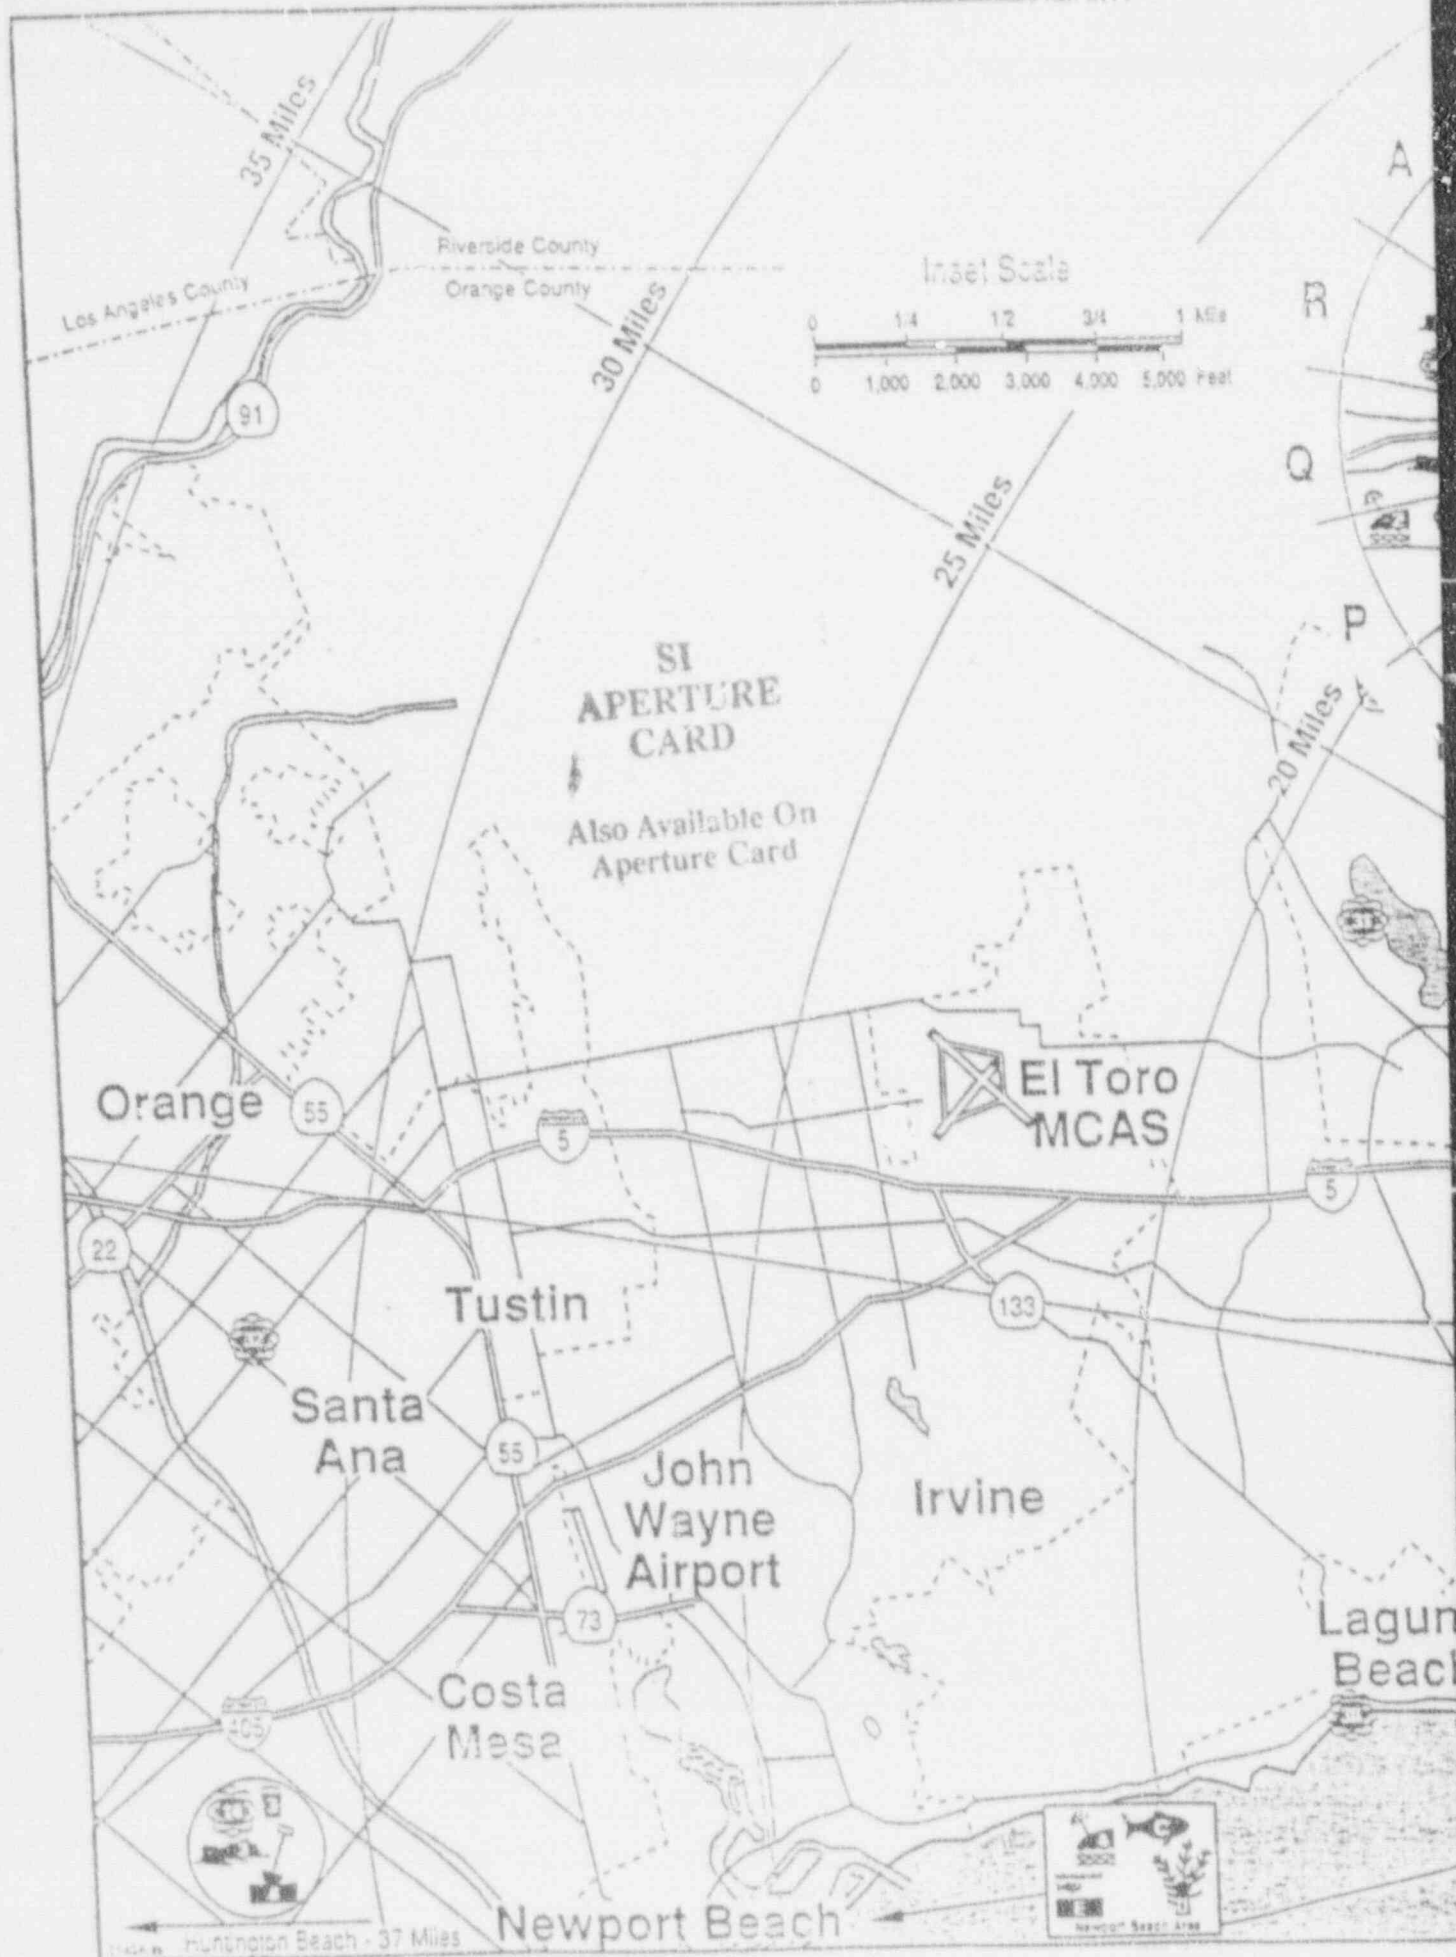 35 Miles
A
Riverside County
Orange County
Los Angeles County
Inset Scale
0 1/4 1/2 3/4 1 Mile
0 1,000 2,000 3,000 4,000 5,000 Feet
R
30 Miles
91
Q
25 Miles
P
SI
APERTURE
CARD
Also Available On
Aperture Card
20 Miles
31
Orange
55
5
El Toro
MCAS
5
22
Tustin
133
Santa
Ana
55
John
Wayne
Airport
Irvine
73
Lagun
Beach
Costa
Mesa
405
Newport Beach
Newport Beach Area
Huntington Beach - 37 Miles